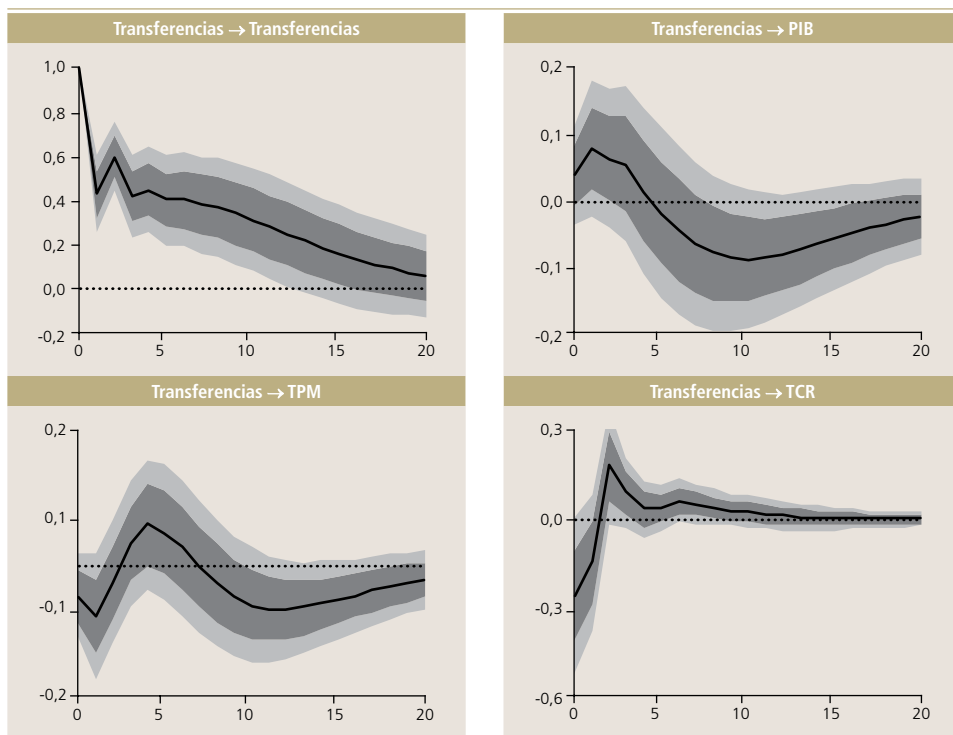 Transferencias → Transferencias
1,0
0,8
0,6
0,4
0,2
0,0
-0,2
0 5 10 15 20
Transferencias → PIB
0,2
0,1
0,0
-0,1
-0,2
0 5 10 15 20
Transferencias → TPM
0,2
0,1
-0,1
-0,2
0 5 10 15 20
Transferencias → TCR
0,3
0,0
-0,3
-0,6
0 5 10 15 20